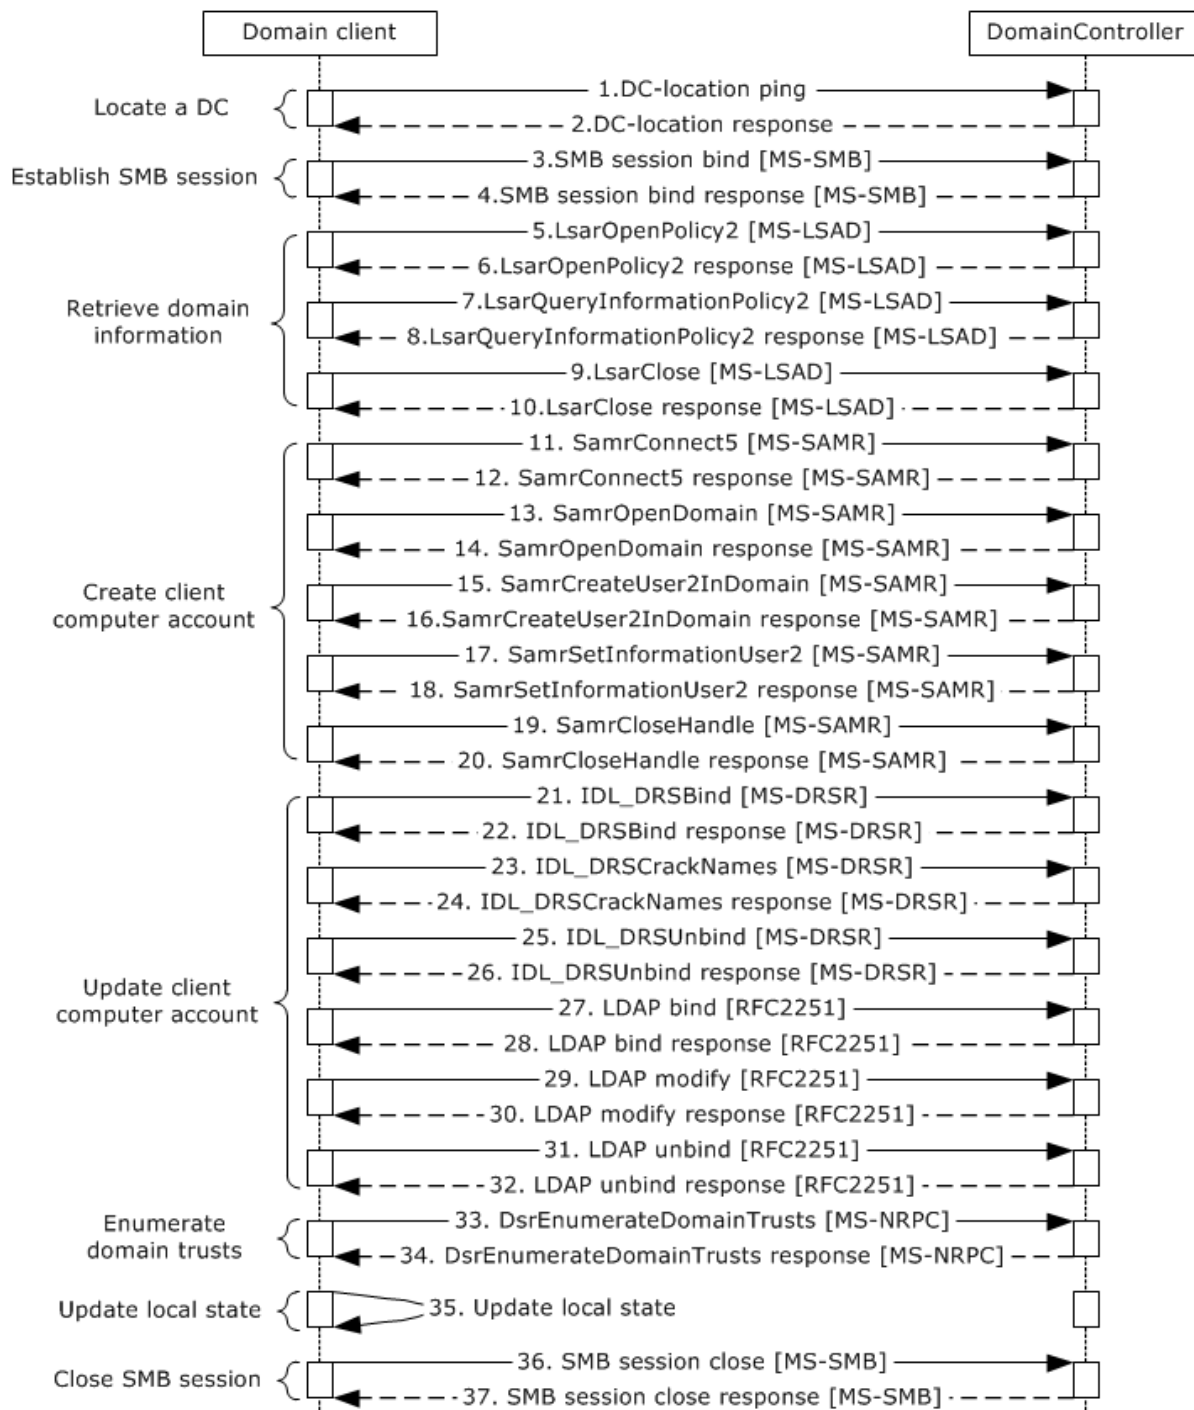 Domain client
DomainController
1.DC-location ping
Locate a DC
2.DC-location response
3.SMB session bind [MS-SMB]
Establish SMB session
4.SMB session bind response [MS-SMB]
5.LsarOpenPolicy2 [MS-LSAD]
6.LsarOpenPolicy2 response [MS-LSAD]
7.LsarQueryInformationPolicy2 [MS-LSAD]
Retrieve domain
information
8.LsarQueryInformationPolicy2 response [MS-LSAD]
9.LsarClose [MS-LSAD]
10.LsarClose response [MS-LSAD]
11. SamrConnect5 [MS-SAMR]
12. SamrConnect5 response [MS-SAMR]
13. SamrOpenDomain [MS-SAMR]
14. SamrOpenDomain response [MS-SAMR]
15. SamrCreateUser2InDomain [MS-SAMR]
Create client
computer account
16.SamrCreateUser2InDomain response [MS-SAMR]
17. SamrSetInformationUser2 [MS-SAMR]
18. SamrSetInformationUser2 response [MS-SAMR]
19. SamrCloseHandle [MS-SAMR]
20. SamrCloseHandle response [MS-SAMR]
21. IDL_DRSBind [MS-DRSR]
22. IDL_DRSBind response [MS-DRSR]
23. IDL_DRSCrackNames [MS-DRSR]
24. IDL_DRSCrackNames response [MS-DRSR]
25. IDL_DRSUnbind [MS-DRSR]
26. IDL_DRSUnbind response [MS-DRSR]
Update client
computer account
27. LDAP bind [RFC2251]
28. LDAP bind response [RFC2251]
29. LDAP modify [RFC2251]
30. LDAP modify response [RFC2251]
31. LDAP unbind [RFC2251]
32. LDAP unbind response [RFC2251]
33. DsrEnumerateDomainTrusts [MS-NRPC]
Enumerate
domain trusts
34. DsrEnumerateDomainTrusts response [MS-NRPC]
Update local state
35. Update local state
36. SMB session close [MS-SMB]
Close SMB session
37. SMB session close response [MS-SMB]